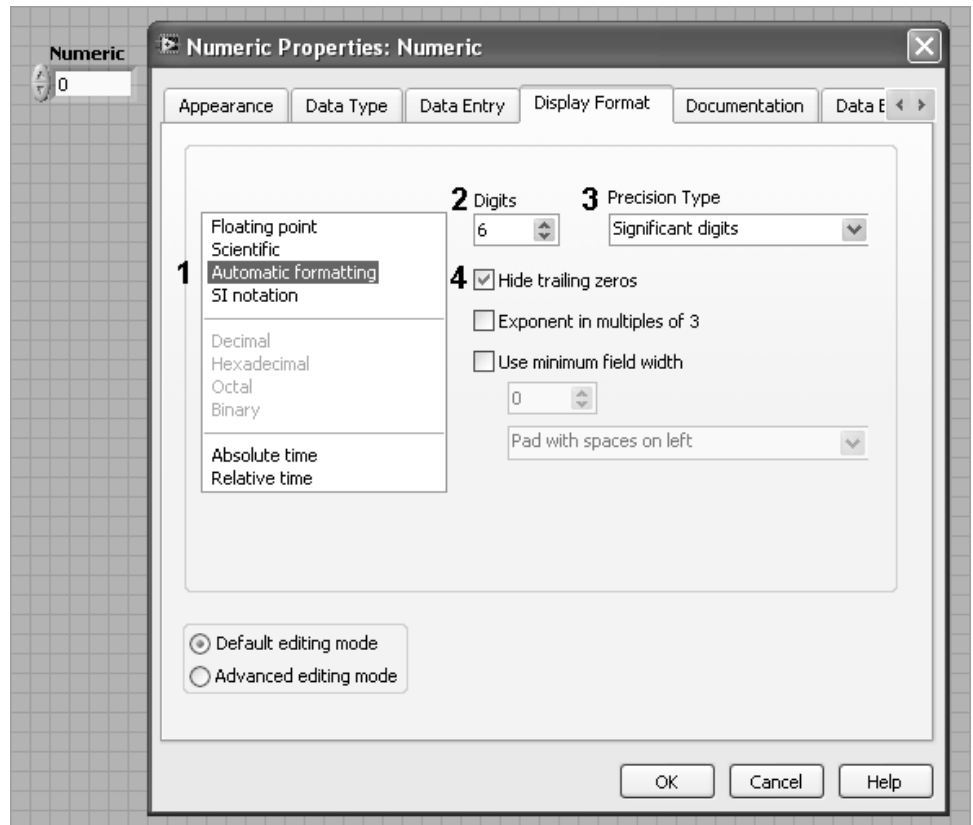 Numeric
0
Numeric Properties: Numeric
Appearance Data Type Data Entry Display Format Documentation Data E
2 Digits 3 Precision Type
6 Significant digits
Floating point
Scientific
1 Automatic formatting
SI notation
Decimal
Hexadecimal
Octal
Binary
Absolute time
Relative time
4 Hide trailing zeros
Exponent in multiples of 3
Use minimum field width
0
Pad with spaces on left
Default editing mode
Advanced editing mode
OK Cancel Help